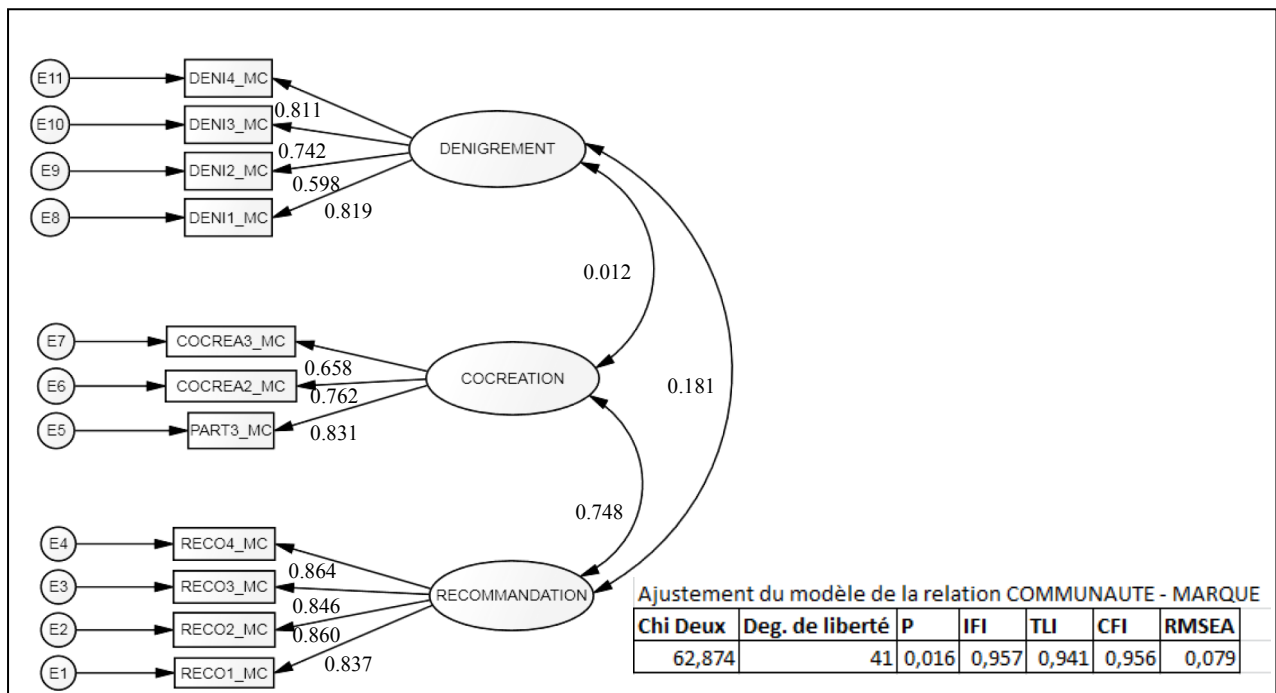 E11 DENI4_MC
0.811
E10 DENI3_MC
DENIGREMENT
0.742
E9 DENI2_MC
0.598
E8 DENI1_MC
0.819
0.012
E7 COCREA3_MC
0.658
COCREATION
E6 COCREA2_MC
0.762
0.181
E5 PART3_MC
0.831
0.748
E4 RECO4_MC
0.864
E3 RECO3_MC
RECOMMANDATION
0.846
E2 RECO2_MC
0.860
E1 RECO1_MC
0.837
Ajustement du modèle de la relation COMMUNAUTE - MARQUE
Chi Deux Deg. de liberté P IFI TLI CFI RMSEA
62,874 41 0,016 0,957 0,941 0,956 0,079